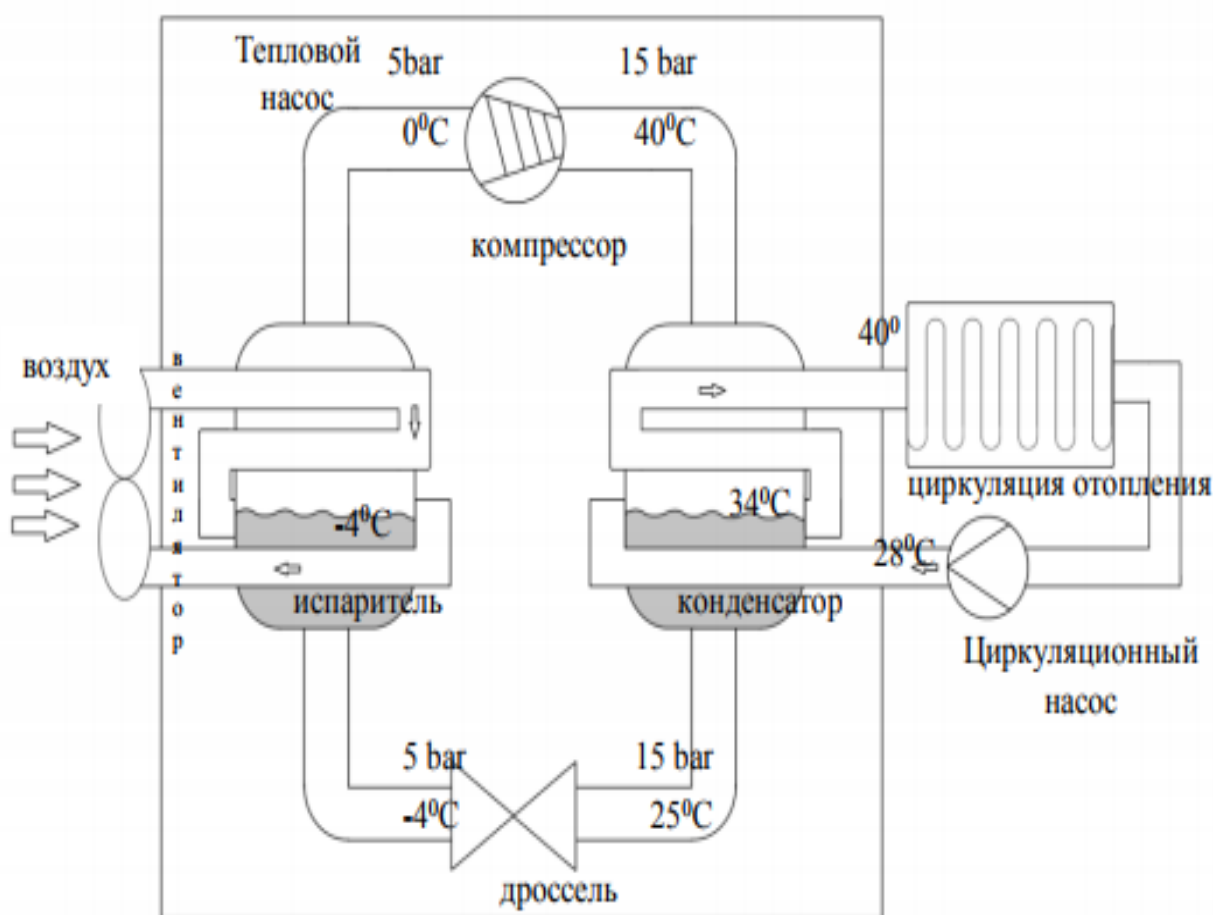 Тепловой
насос
5bar
15 bar
0⁰C
40⁰C
компрессор
воздух
вентилятор
40⁰
циркуляция отопления
-4⁰C
34⁰C
28⁰C
испаритель
конденсатор
Циркуляционный
насос
5 bar
15 bar
-4⁰C
25⁰C
дроссель